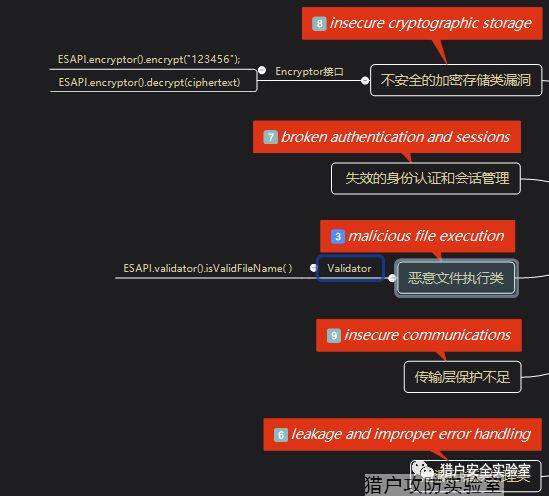 8 insecure cryptographic storage
ESAPI.encryptor().encrypt("123456");
ESAPI.encryptor().decrypt(ciphertext)
Encryptor接口
不安全的加密存储类漏洞
7 broken authentication and sessions
失效的身份认证和会话管理
3 malicious file execution
ESAPI.validator().isValidFileName( )
Validator
恶意文件执行类
9 insecure communications
传输层保护不足
6 leakage and improper error handling
猎户安全实验室
猎户攻防实验室
类